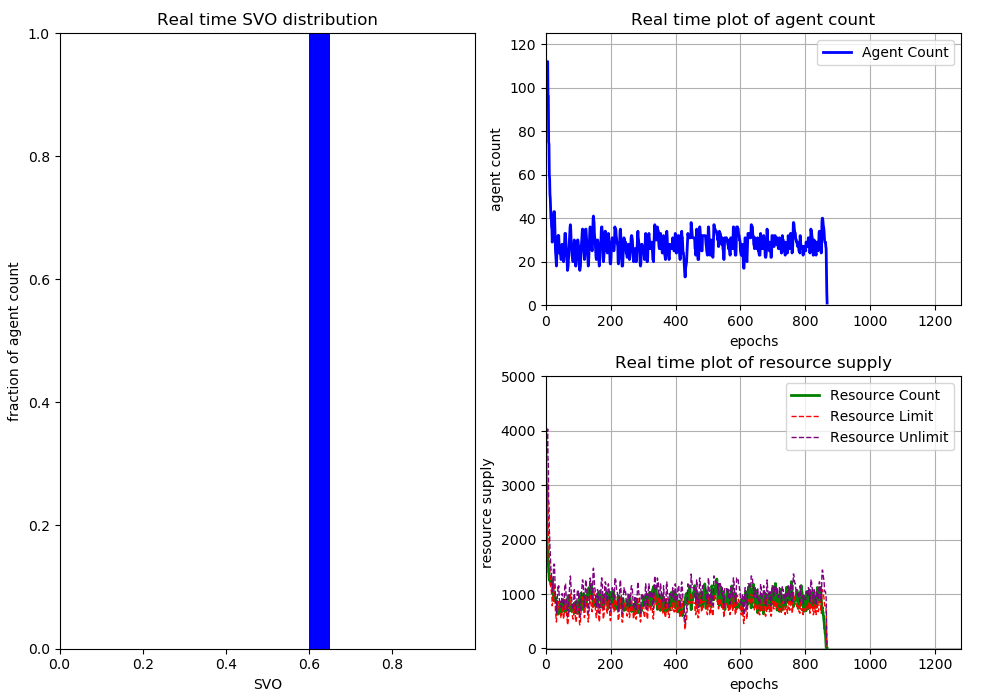 Real time SVO distribution
1.0
0.8
0.6
0.4
0.2
0.0
fraction of agent count
0.0 0.2 0.4 0.6 0.8
SVO
Real time plot of agent count
120
100
80
60
40
20
0
agent count
Agent Count
0 200 400 600 800 1000 1200
epochs
Real time plot of resource supply
5000
4000
3000
2000
1000
0
resource supply
Resource Count
Resource Limit
Resource Unlimit
0 200 400 600 800 1000 1200
epochs